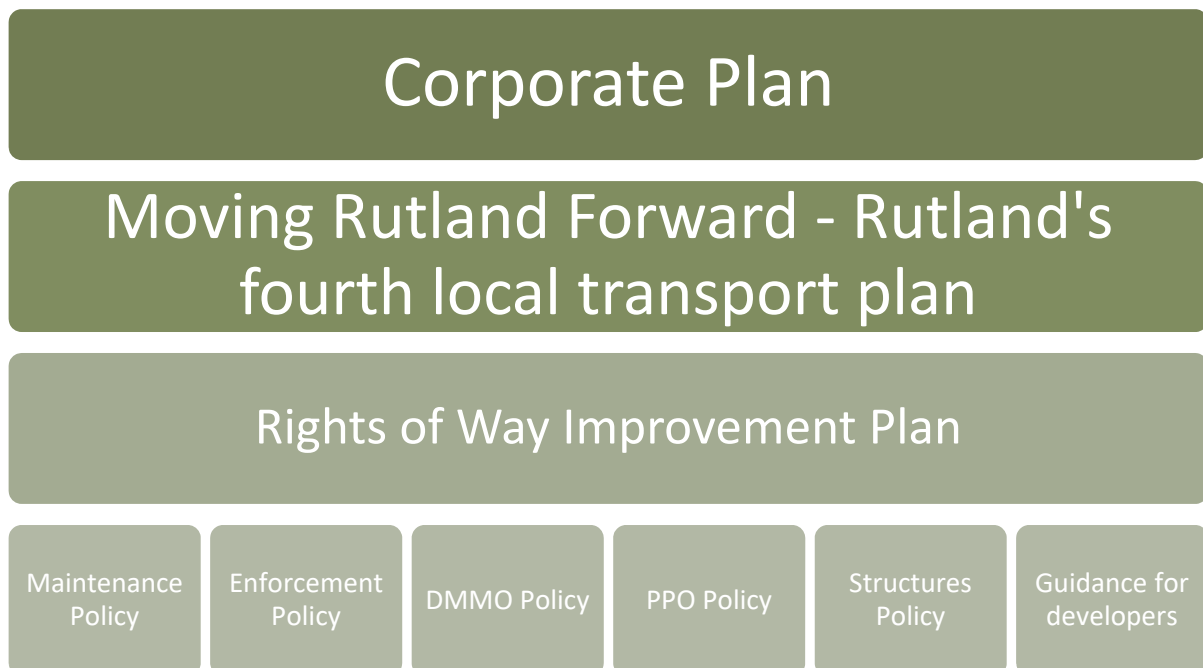 Corporate Plan
Moving Rutland Forward - Rutland's
fourth local transport plan
Rights of Way Improvement Plan
Maintenance
Policy
Enforcement
Policy
DMMO Policy
PPO Policy
Structures
Policy
Guidance for
developers